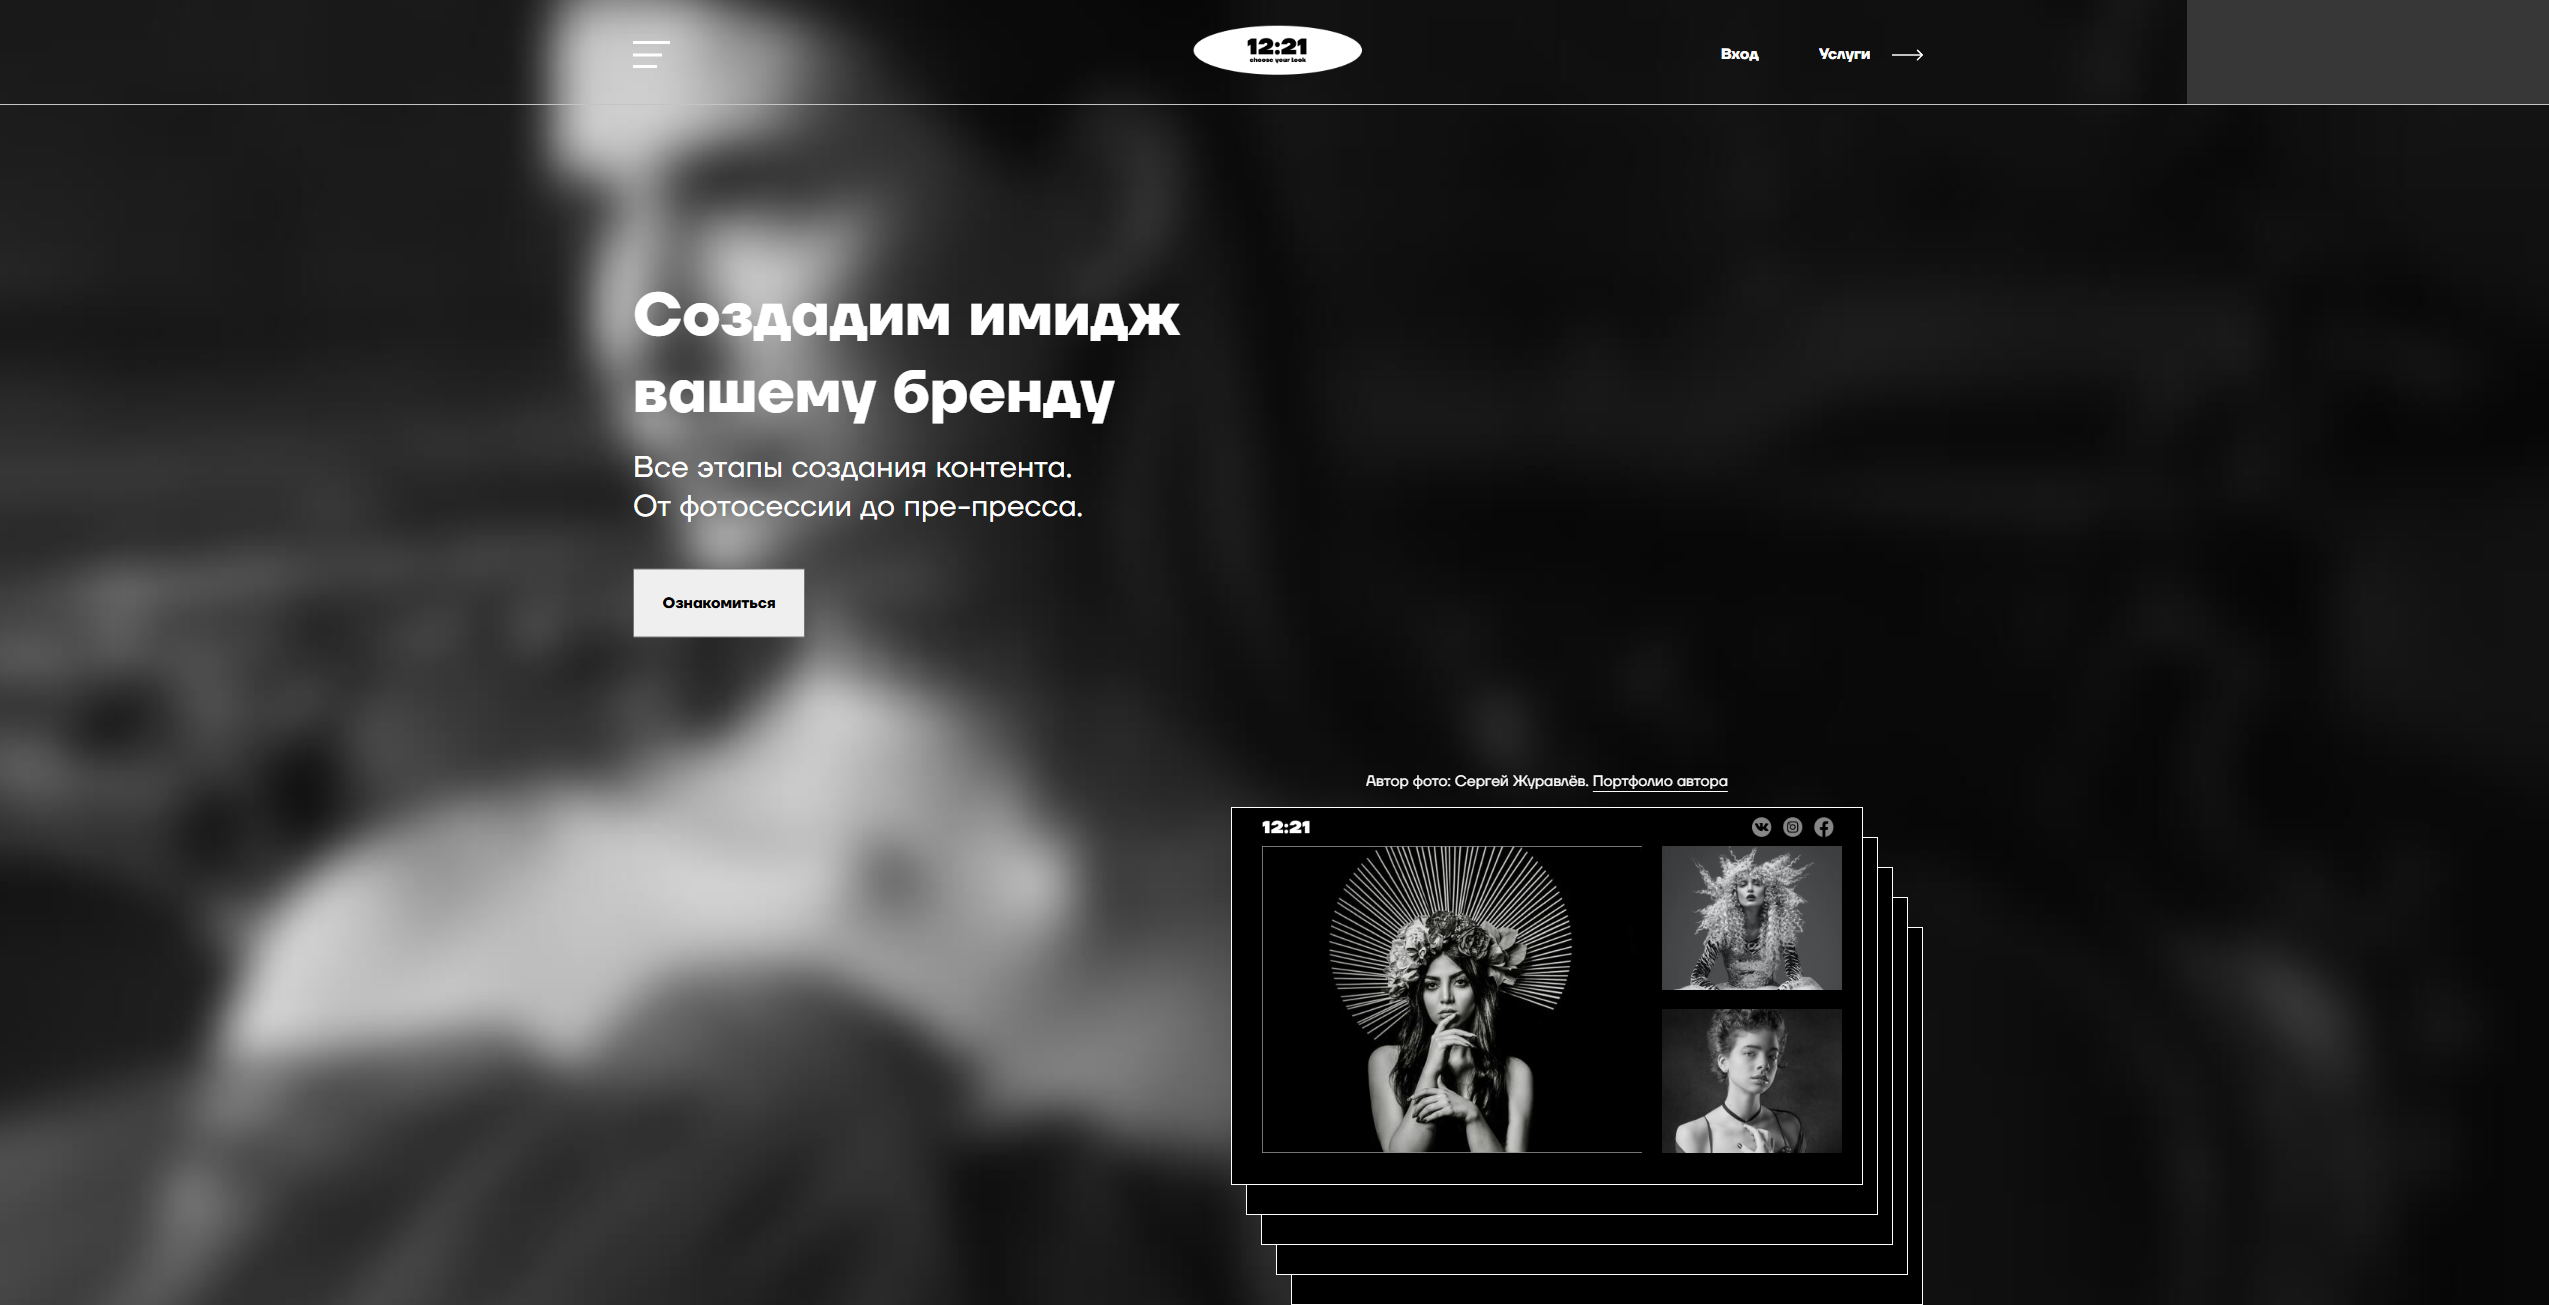 12:21
choose your look
Вход
Услуги
Создадим имидж
вашему бренду
Все этапы создания контента.
От фотосессии до пре-пресса.
Ознакомиться
Автор фото: Сергей Журавлёв. Портфолио автора
12:21